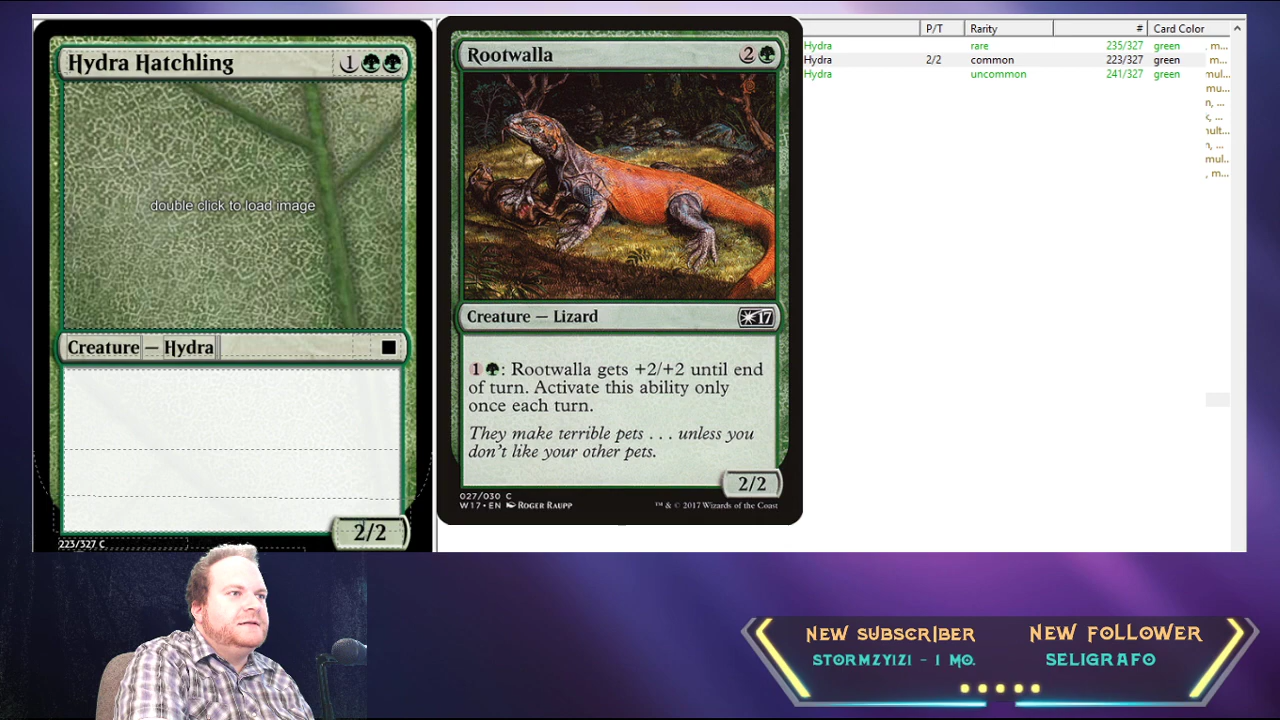 Hydra Hatchling 1
double click to load image
Creature — Hydra
2/2
223/327 C
Rootwalla 2
Creature — Lizard
17
1 : Rootwalla gets +2/+2 until end
of turn. Activate this ability only
once each turn.
They make terrible pets . . . unless you
don't like your other pets.
2/2
027/030 C
W17 • EN ROGER RAUPP
™ & © 2017 Wizards of the Coast
P/T Rarity # Card Color
Hydra rare 235/327 green , m...
Hydra 2/2 common 223/327 green m...
Hydra uncommon 241/327 green mul...
mu...
n, ...
mul..
, m...
NEW SUBSCRIBER
STORMZYIZI - 1 MO.
NEW FOLLOWER
SELIGRAFO